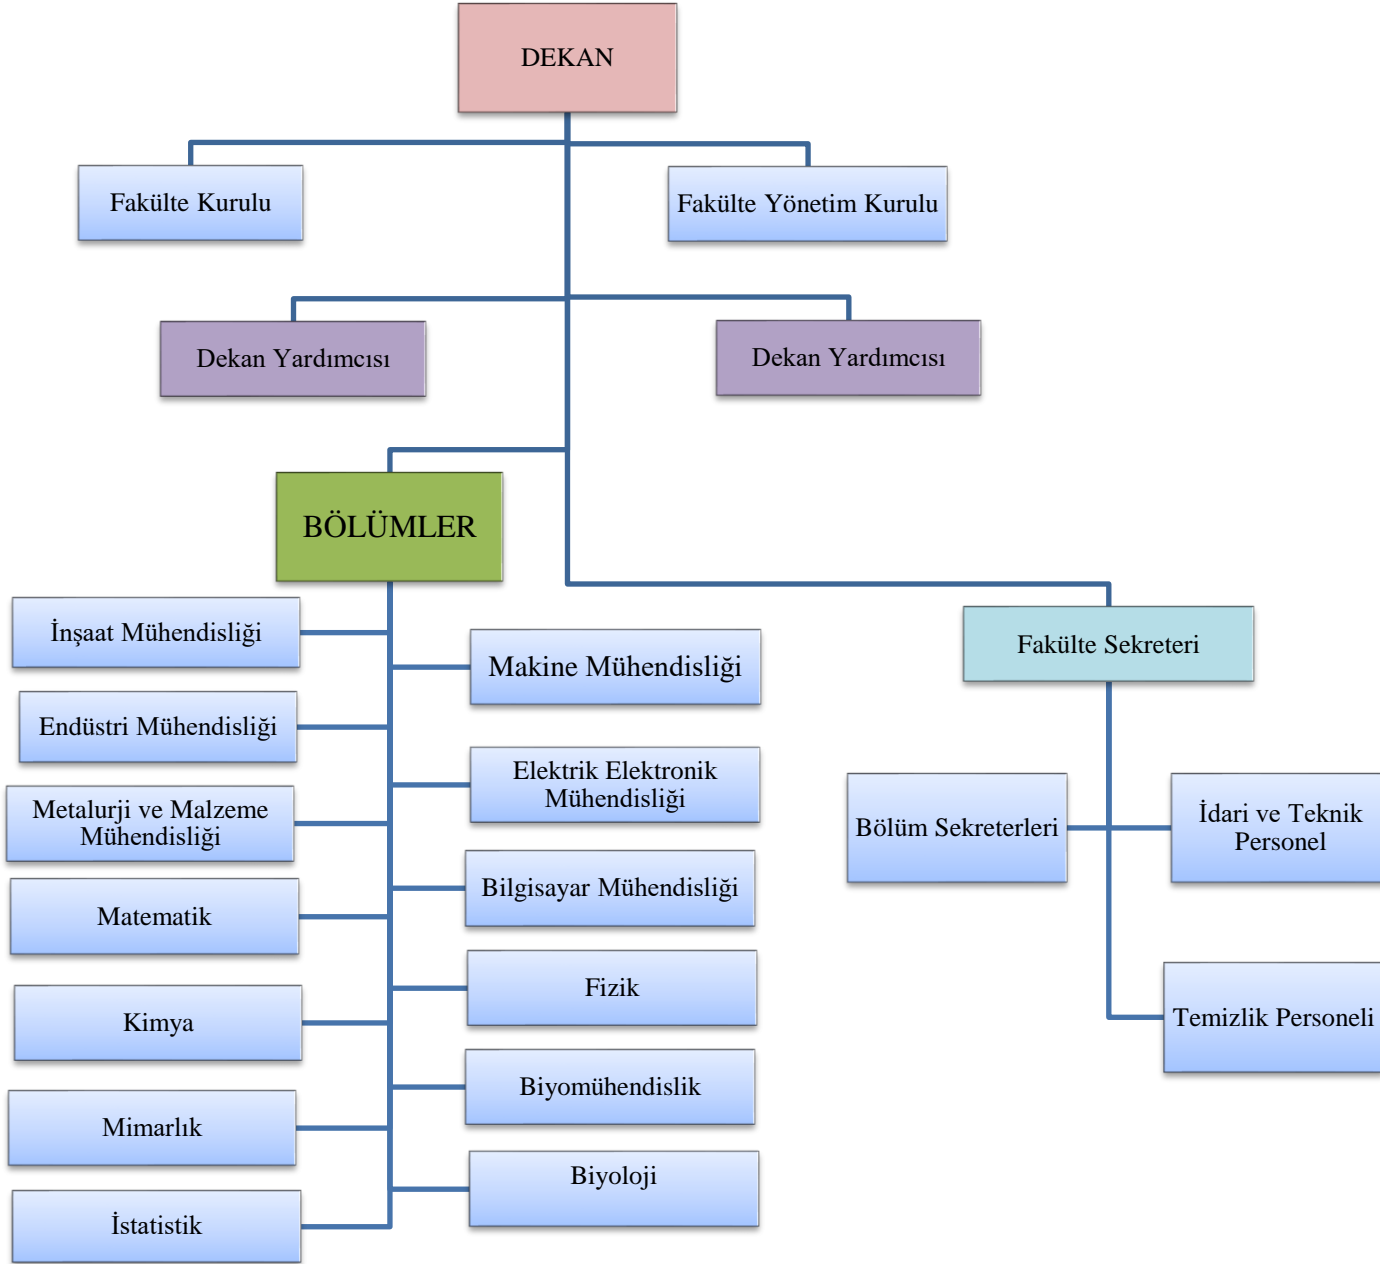 DEKAN
Fakülte Kurulu
Fakülte Yönetim Kurulu
Dekan Yardımcısı
Dekan Yardımcısı
BÖLÜMLER
İnşaat Mühendisliği
Makine Mühendisliği
Fakülte Sekreteri
Endüstri Mühendisliği
Elektrik Elektronik
Mühendisliği
Metalurji ve Malzeme
Mühendisliği
Bölüm Sekreterleri
İdari ve Teknik
Personel
Matematik
Bilgisayar Mühendisliği
Kimya
Fizik
Temizlik Personeli
Mimarlık
Biyomühendislik
İstatistik
Biyoloji